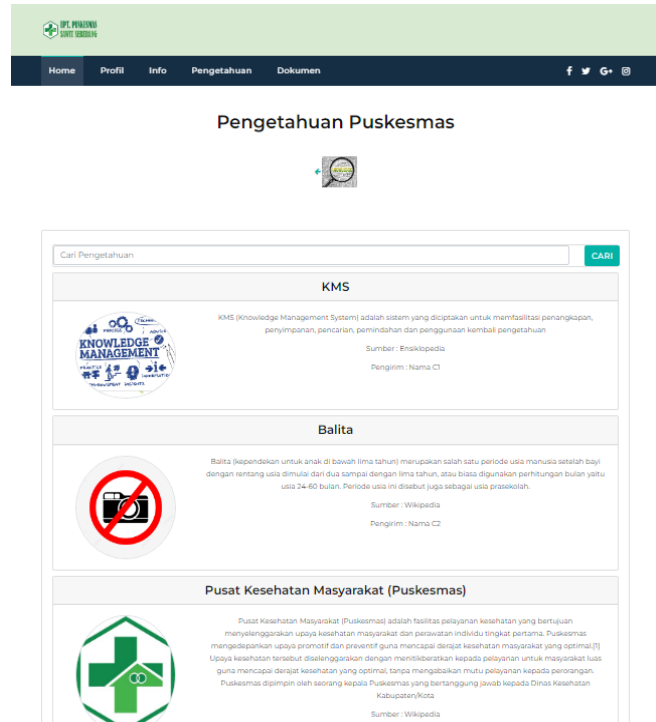 UPT. PUSKESMAS
SAWIT SEBERANG
Home Profil Info Pengetahuan Dokumen
Pengetahuan Puskesmas
Cari Pengetahuan
CARI
KMS
KNOWLEDGE
MANAGEMENT
KMS (Knowledge Management System) adalah sistem yang diciptakan untuk memfasilitasi penangkapan,
penyimpanan, pencarian, pemindahan dan penggunaan kembali pengetahuan
Sumber : Ensiklopedia
Pengirim : Nama C1
Balita
Balita (kependekan untuk anak di bawah lima tahun) merupakan salah satu periode usia manusia setelah bayi
dengan rentang usia dimulai dari dua sampai dengan lima tahun, atau biasa digunakan perhitungan bulan yaitu
usia 24-60 bulan. Periode usia ini disebut juga sebagai usia prasekolah.
Sumber : Wikipedia
Pengirim : Nama C2
Pusat Kesehatan Masyarakat (Puskesmas)
Pusat Kesehatan Masyarakat (Puskesmas) adalah fasilitas pelayanan kesehatan yang bertujuan
menyelenggarakan upaya kesehatan masyarakat dan perawatan individu tingkat pertama. Puskesmas
mengedepankan upaya promotif dan preventif guna mencapai derajat kesehatan masyarakat yang optimal.[1]
Upaya kesehatan tersebut diselenggarakan dengan menitikberatkan kepada pelayanan untuk masyarakat luas
guna mencapai derajat kesehatan yang optimal, tanpa mengabaikan mutu pelayanan kepada perorangan.
Puskesmas dipimpin oleh seorang kepala Puskesmas yang bertanggung jawab kepada Dinas Kesehatan
Kabupaten/Kota
Sumber : Wikipedia